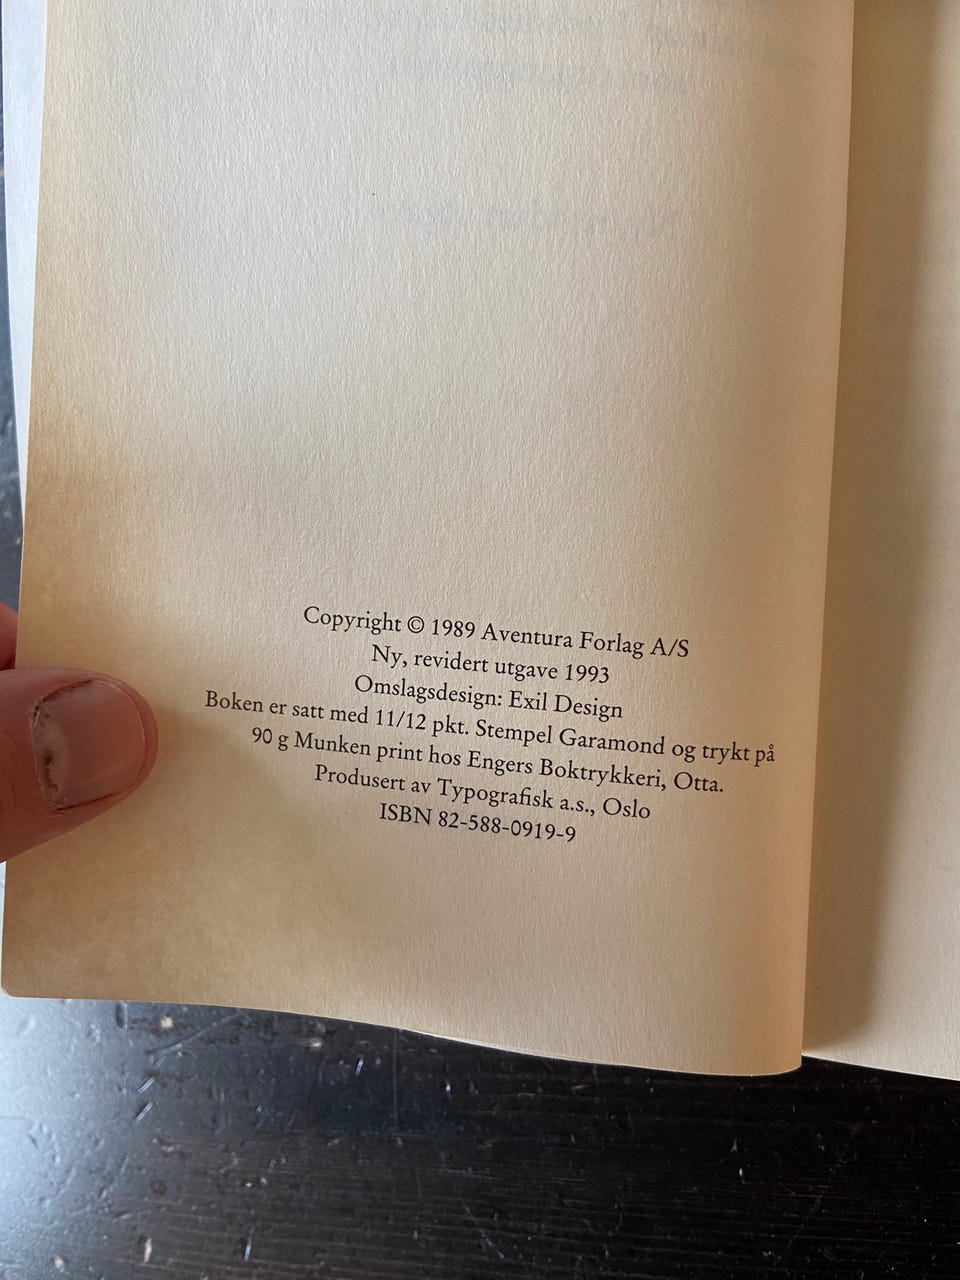 Copyright © 1989 Aventura Forlag A/S
Ny, revidert utgave 1993
Omslagsdesign: Exil Design
Boken er satt med 11/12 pkt. Stempel Garamond og trykt på
90 g Munken print hos Engers Boktrykkeri, Otta.
Produsert av Typografisk a.s., Oslo
ISBN 82-588-0919-9